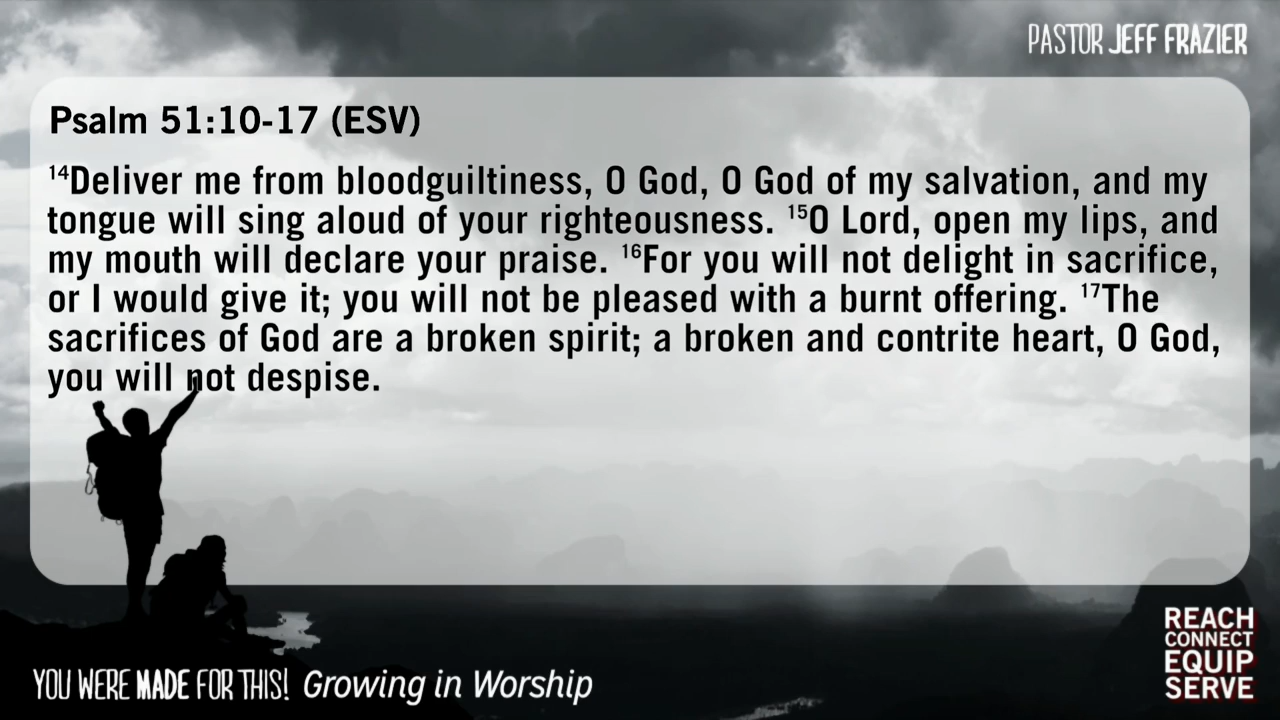 PASTOR JEFF FRAZIER
Psalm 51:10-17 (ESV)
¹⁴Deliver me from bloodguiltiness, O God, O God of my salvation, and my
tongue will sing aloud of your righteousness. ¹⁵O Lord, open my lips, and
my mouth will declare your praise. ¹⁶For you will not delight in sacrifice,
or I would give it; you will not be pleased with a burnt offering. ¹⁷The
sacrifices of God are a broken spirit; a broken and contrite heart, O God,
you will not despise.
REACH
CONNECT
EQUIP
SERVE
YOU WERE MADE FOR THIS! Growing in Worship